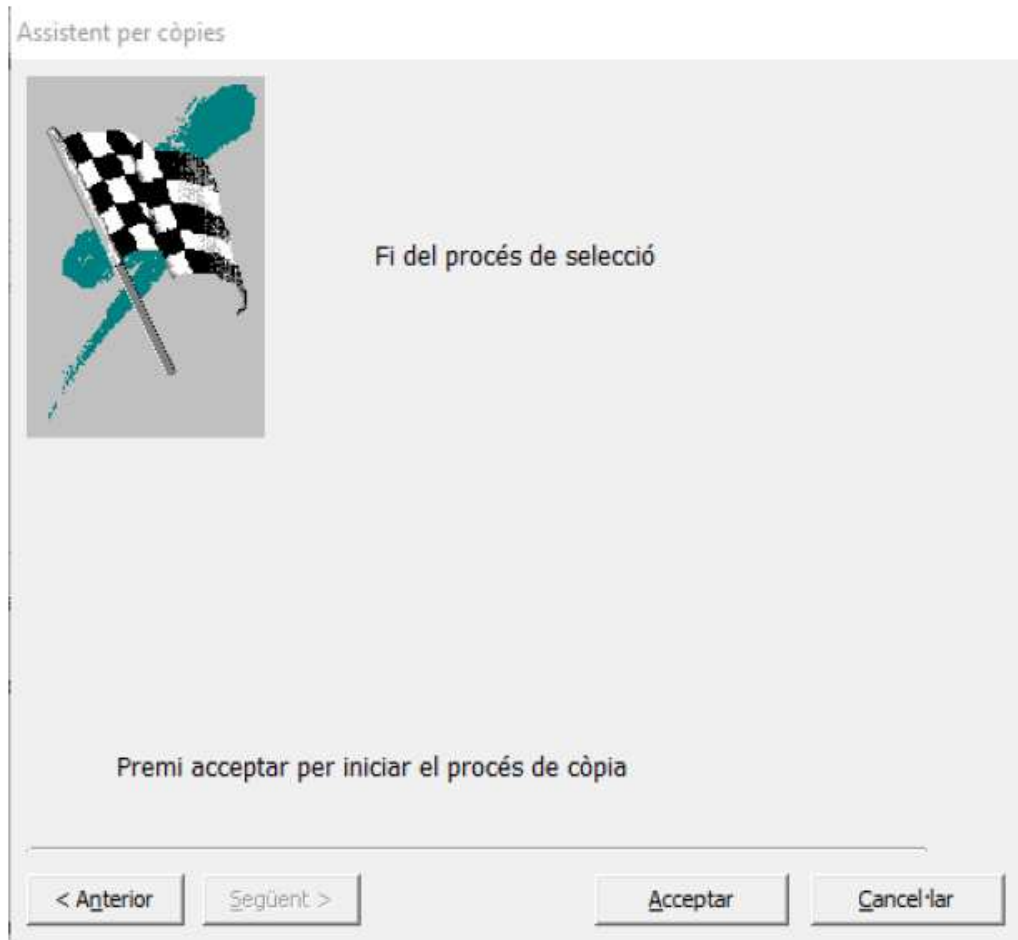 Assistent per còpies
Fi del procés de selecció
Premi acceptar per iniciar el procés de còpia
< Anterior
Següent >
Acceptar
Cancel·lar